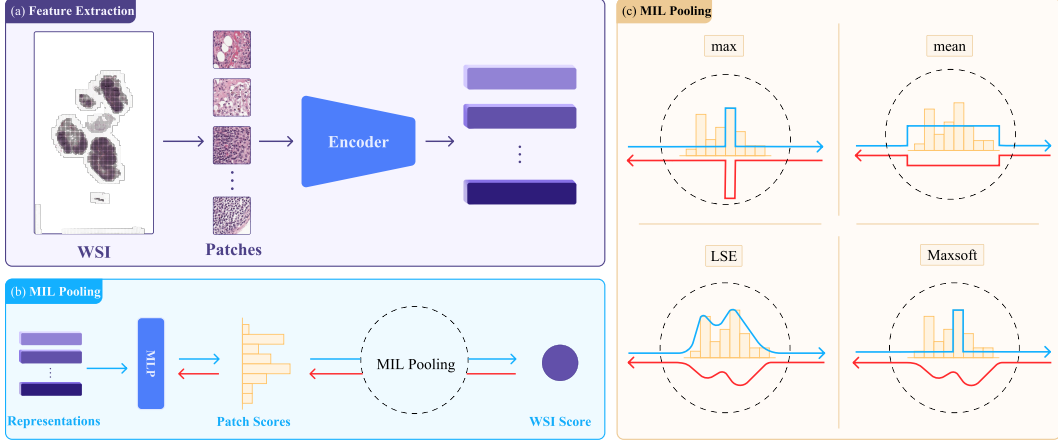 (a) Feature Extraction
WSI
Patches
Encoder
(b) MIL Pooling
Representations
MLP
Patch Scores
MIL Pooling
WSI Score
(c) MIL Pooling
max
mean
LSE
Maxsoft